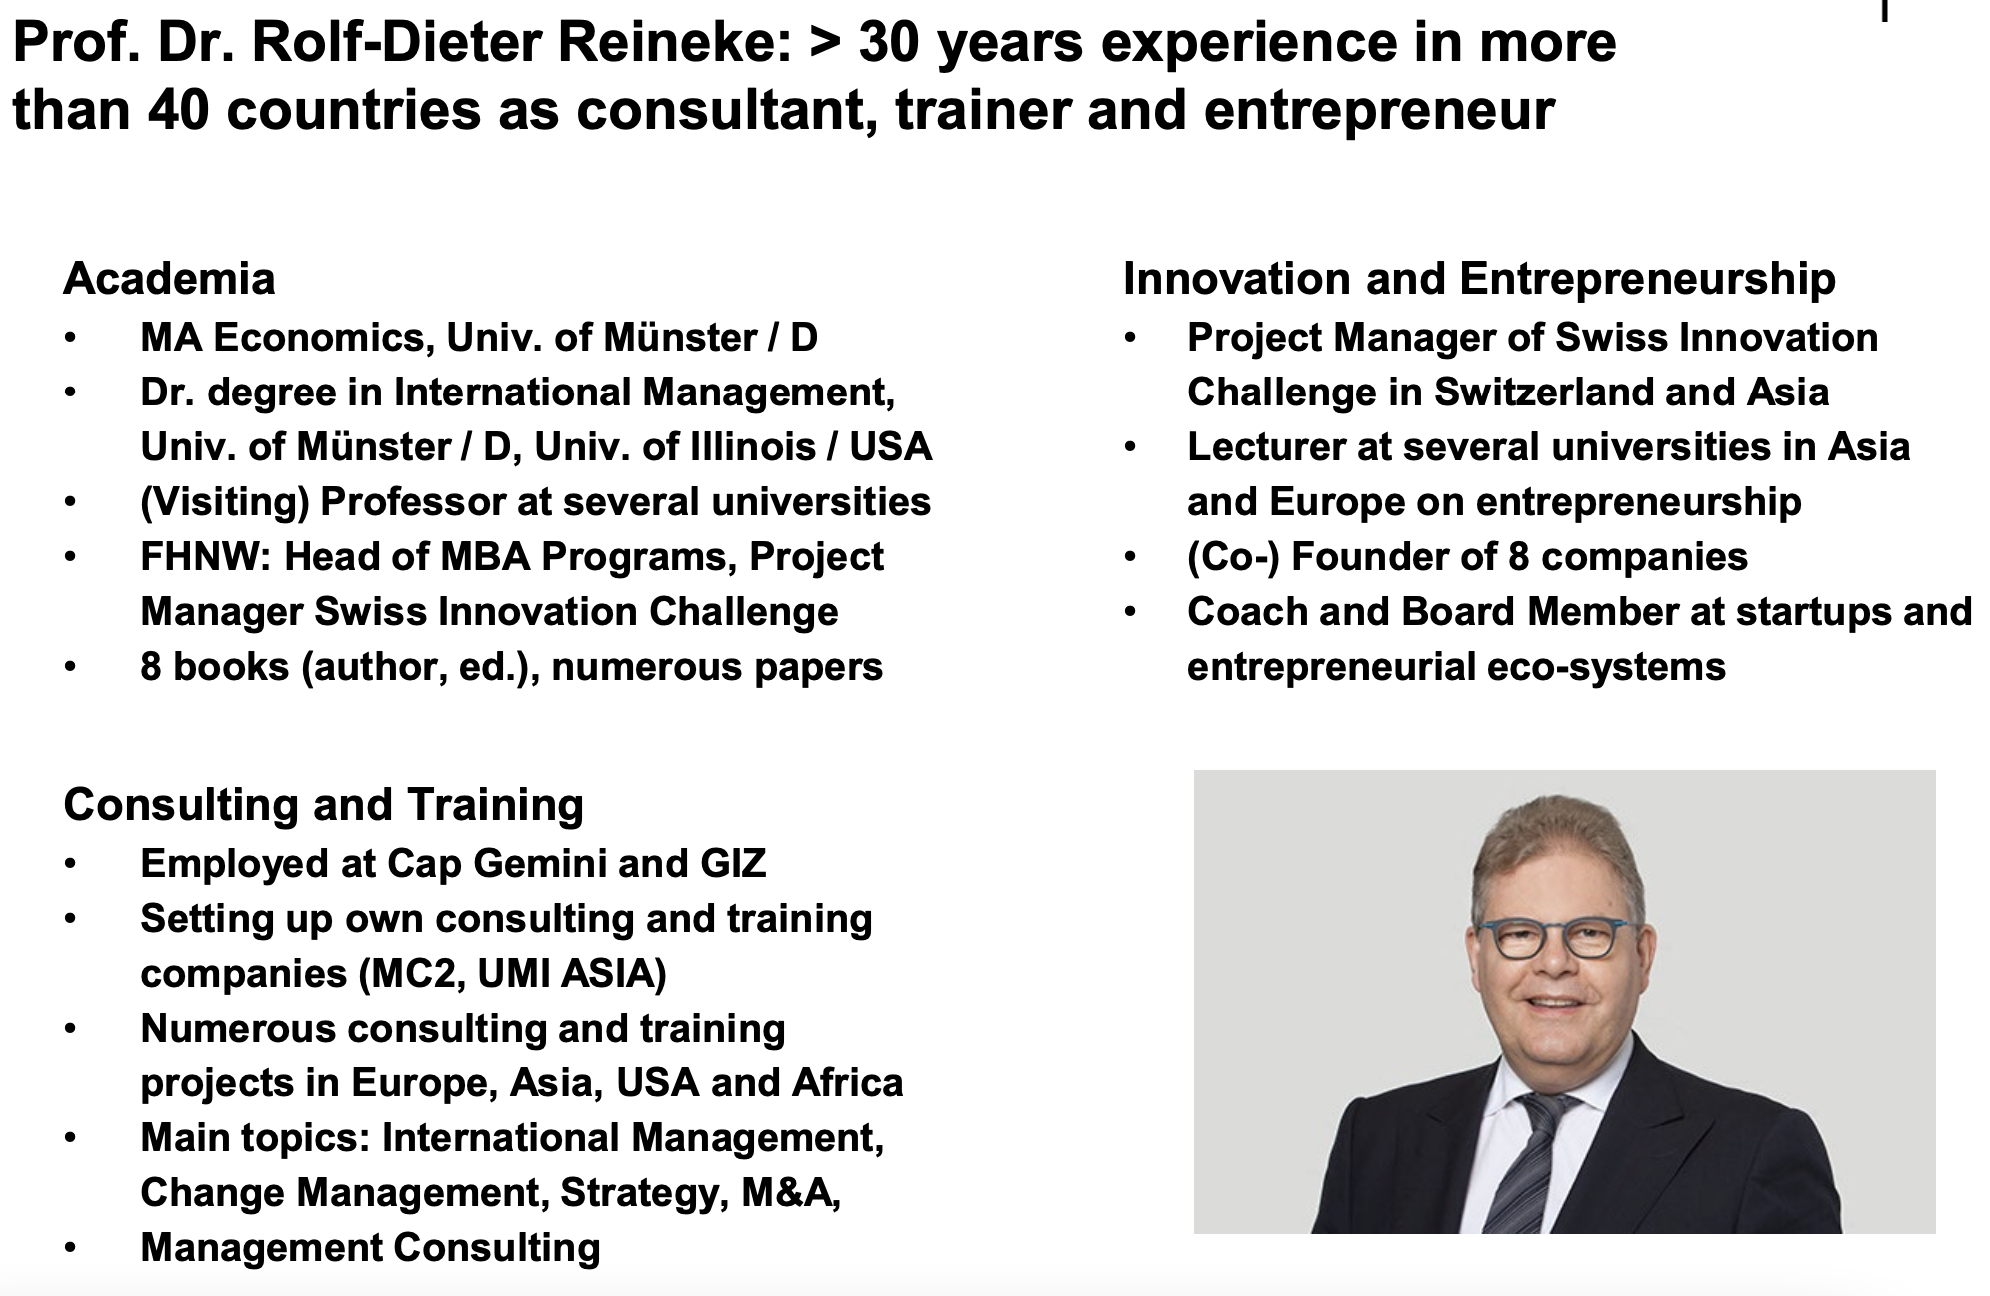 Prof. Dr. Rolf-Dieter Reineke: > 30 years experience in more
than 40 countries as consultant, trainer and entrepreneur
Academia
• MA Economics, Univ. of Münster / D
• Dr. degree in International Management,
Univ. of Münster / D, Univ. of Illinois / USA
• (Visiting) Professor at several universities
• FHNW: Head of MBA Programs, Project
Manager Swiss Innovation Challenge
• 8 books (author, ed.), numerous papers
Consulting and Training
• Employed at Cap Gemini and GIZ
• Setting up own consulting and training
companies (MC2, UMI ASIA)
• Numerous consulting and training
projects in Europe, Asia, USA and Africa
• Main topics: International Management,
Change Management, Strategy, M&A,
• Management Consulting
Innovation and Entrepreneurship
• Project Manager of Swiss Innovation
Challenge in Switzerland and Asia
• Lecturer at several universities in Asia
and Europe on entrepreneurship
• (Co-) Founder of 8 companies
• Coach and Board Member at startups and
entrepreneurial eco-systems